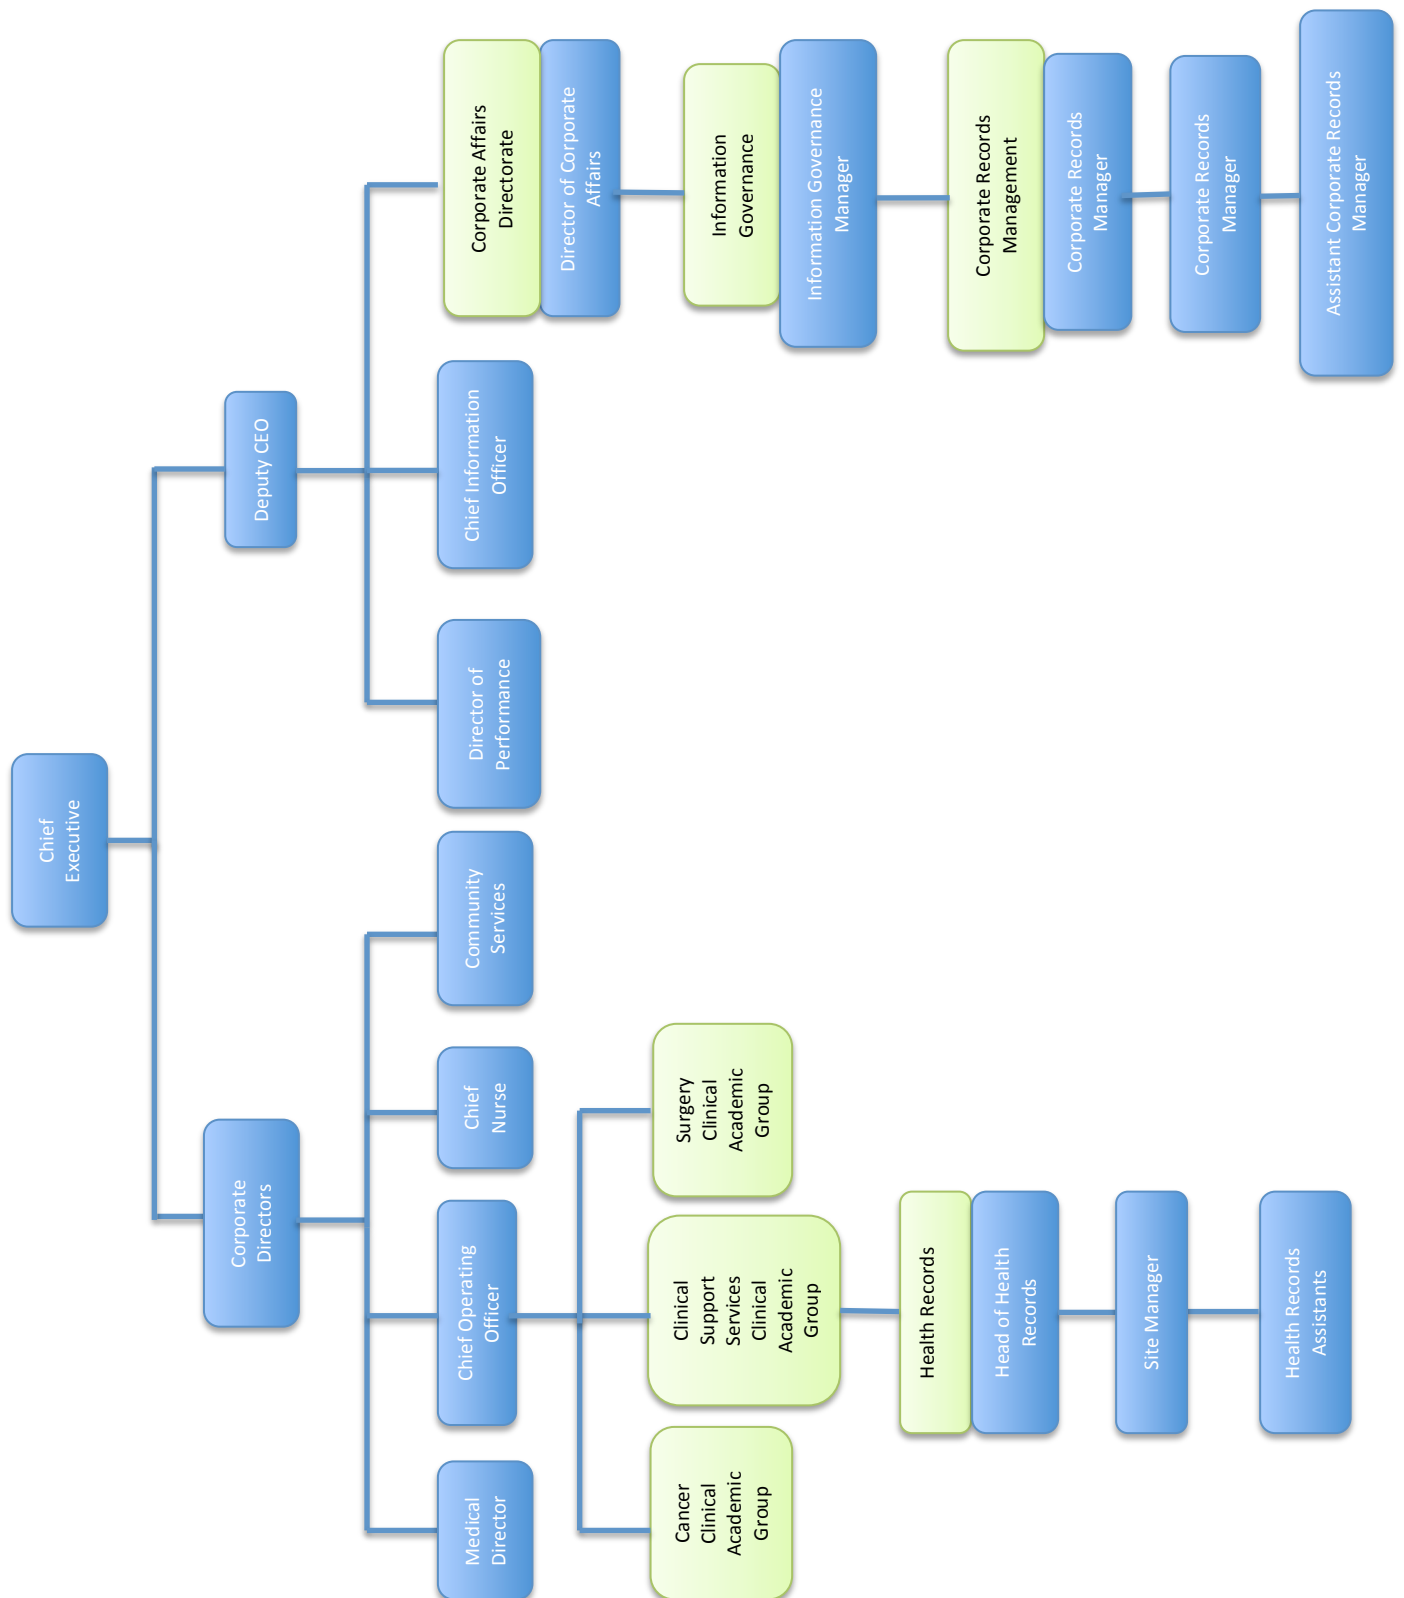 Chief
Executive
Corporate
Directors
Deputy CEO
Medical
Director
Chief Operating
Officer
Chief
Nurse
Community
Services
Director of
Performance
Chief Information
Officer
Corporate Affairs
Directorate
Director of Corporate
Affairs
Cancer
Clinical
Academic
Group
Clinical
Support
Services
Clinical
Academic
Group
Surgery
Clinical
Academic
Group
Information
Governance
Information Governance
Manager
Health Records
Head of Health
Records
Corporate Records
Management
Corporate Records
Manager
Site Manager
Corporate Records
Manager
Health Records
Assistants
Assistant Corporate Records
Manager